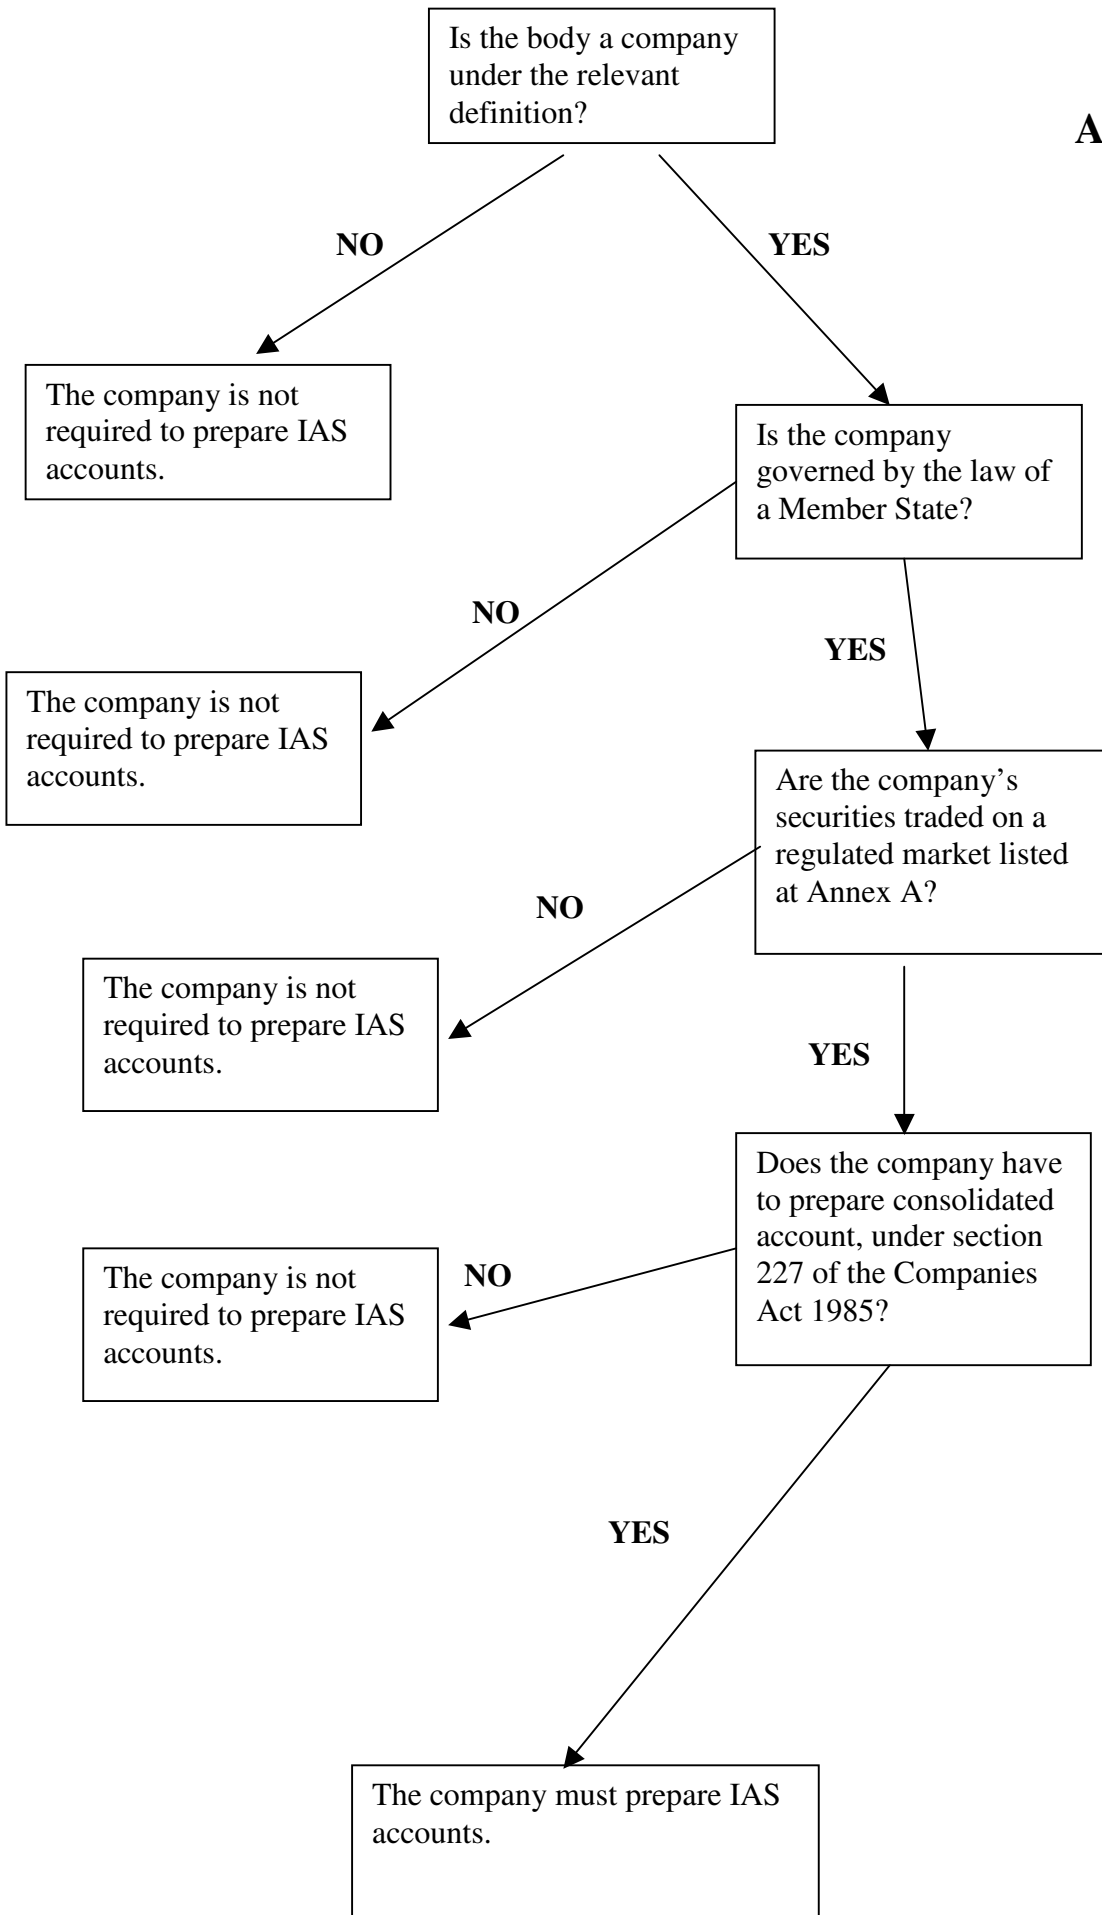 Is the body a company
under the relevant
definition?
A
NO
YES
The company is not
required to prepare IAS
accounts.
Is the company
governed by the law of
a Member State?
NO
YES
The company is not
required to prepare IAS
accounts.
Are the company’s
securities traded on a
regulated market listed
at Annex A?
NO
The company is not
required to prepare IAS
accounts.
YES
Does the company have
to prepare consolidated
account, under section
227 of the Companies
Act 1985?
NO
The company is not
required to prepare IAS
accounts.
YES
The company must prepare IAS
accounts.